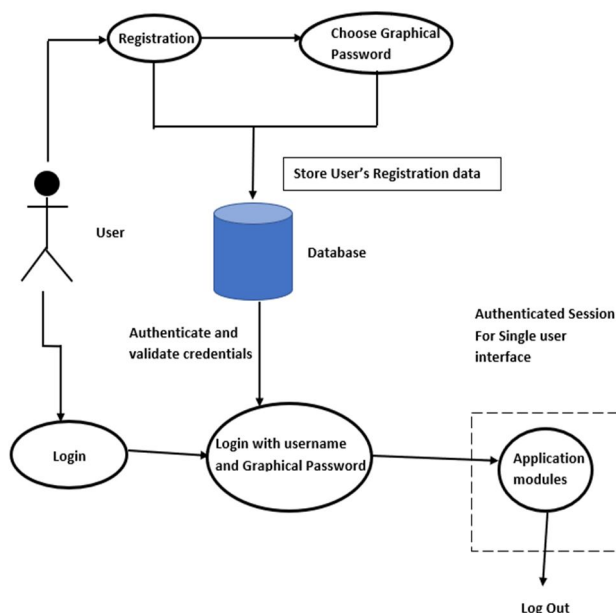 Registration
Choose Graphical
Password
Store User's Registration data
User
Database
Authenticate and
validate credentials
Authenticated Session
For Single user
interface
Login
Login with username
and Graphical Password
Application
modules
Log Out